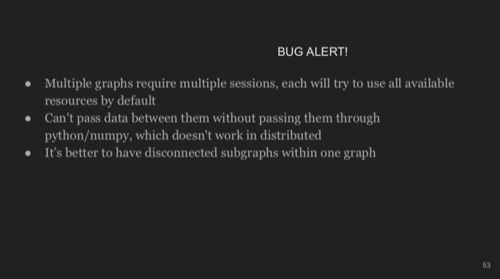 BUG ALERT!
● Multiple graphs require multiple sessions, each will try to use all available
resources by default
● Can't pass data between them without passing them through
python/numpy, which doesn't work in distributed
● It's better to have disconnected subgraphs within one graph
53